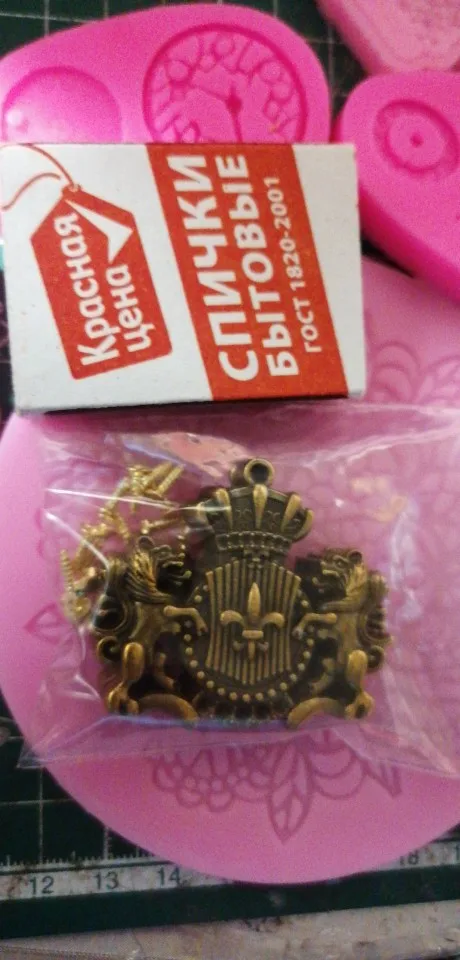 Красная
цена
СПИЧКИ
БЫТОВЫЕ
ГОСТ 1820-2001
12 13 14 18